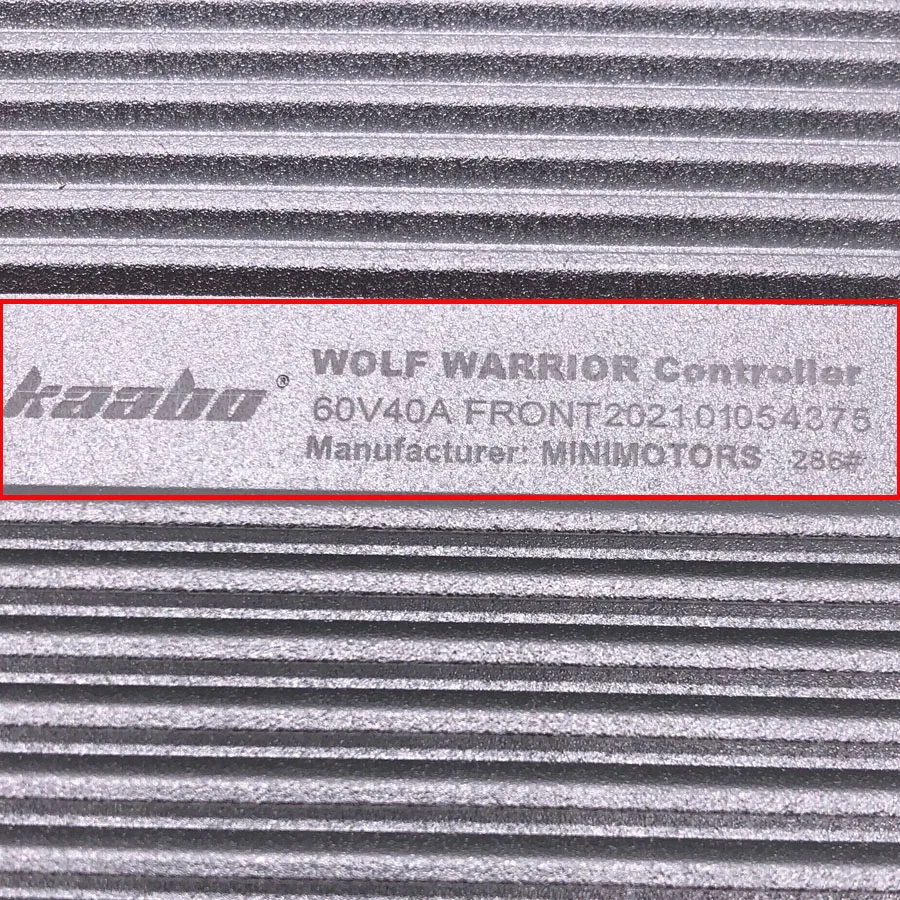 kaabo®
WOLF WARRIOR Controller
60V40A FRONT202101054375
Manufacturer: MINIMOTORS 286#